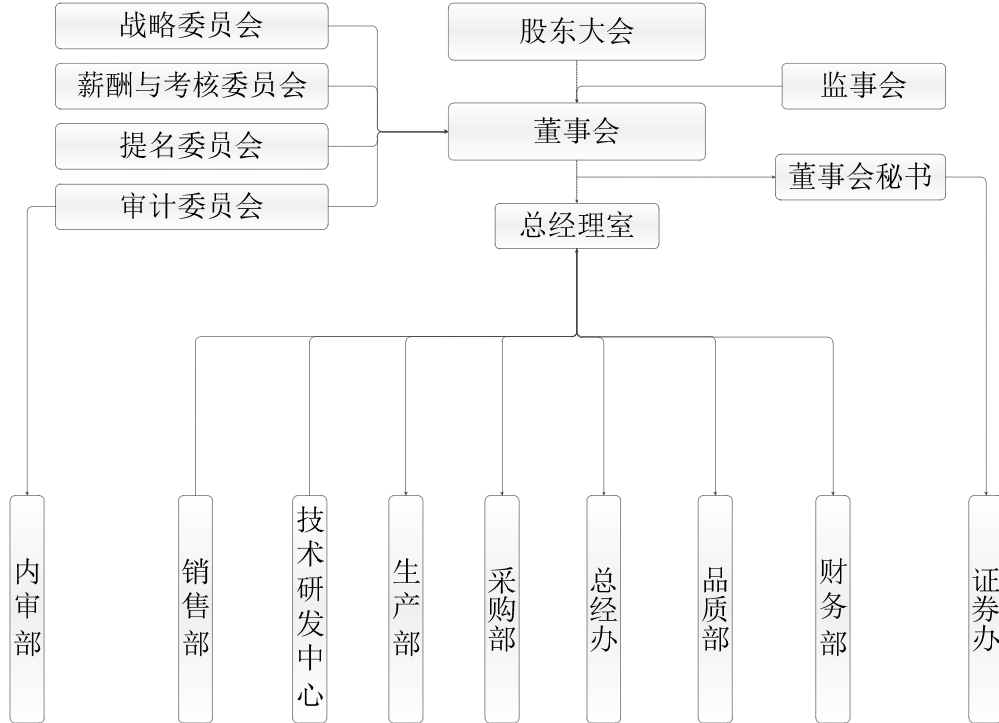 战略委员会
股东大会
薪酬与考核委员会
监事会
董事会
提名委员会
董事会秘书
审计委员会
总经理室
内审部
销售部
技术研发中心
生产部
采购部
总经办
品质部
财务部
证券办